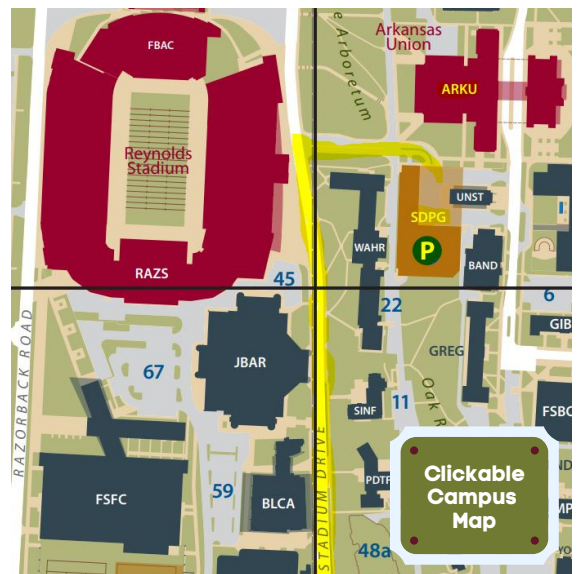 FBAC
Reynolds
Stadium
RAZS
45
RAZORBACK ROAD
67
JBAR
FSFC
59
BLCA
STADIUM DRIVE
Arboretum
Arkansas
Union
ARKU
SDPG
P
UNST
WAHR
BAND
22
6
GIB
GREG
11
Oak R
SINF
FSBC
PDTF
48a
Clickable
Campus
Map